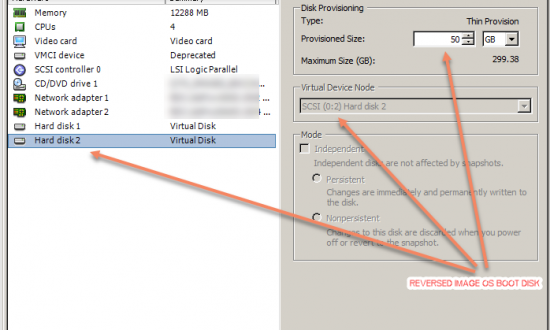 Memory 12288 MB
CPUs 4
Video card Video card
VMCI device Deprecated
SCSI controller 0 LSI Logic Parallel
CD/DVD drive 1
Network adapter 1
Network adapter 2
Hard disk 1 Virtual Disk
Hard disk 2 Virtual Disk
Disk Provisioning
Type: Thin Provision
Provisioned Size: 50 GB
Maximum Size (GB): 299.38
Virtual Device Node
SCSI (0:2) Hard disk 2
Mode
Independent
Independent disks are not affected by snapshots.
Persistent
Changes are immediately and permanently written to
the disk.
Nonpersistent
Changes to this disk are discarded when you power
off or revert to the snapshot.
REVERSED IMAGE OS BOOT DISK